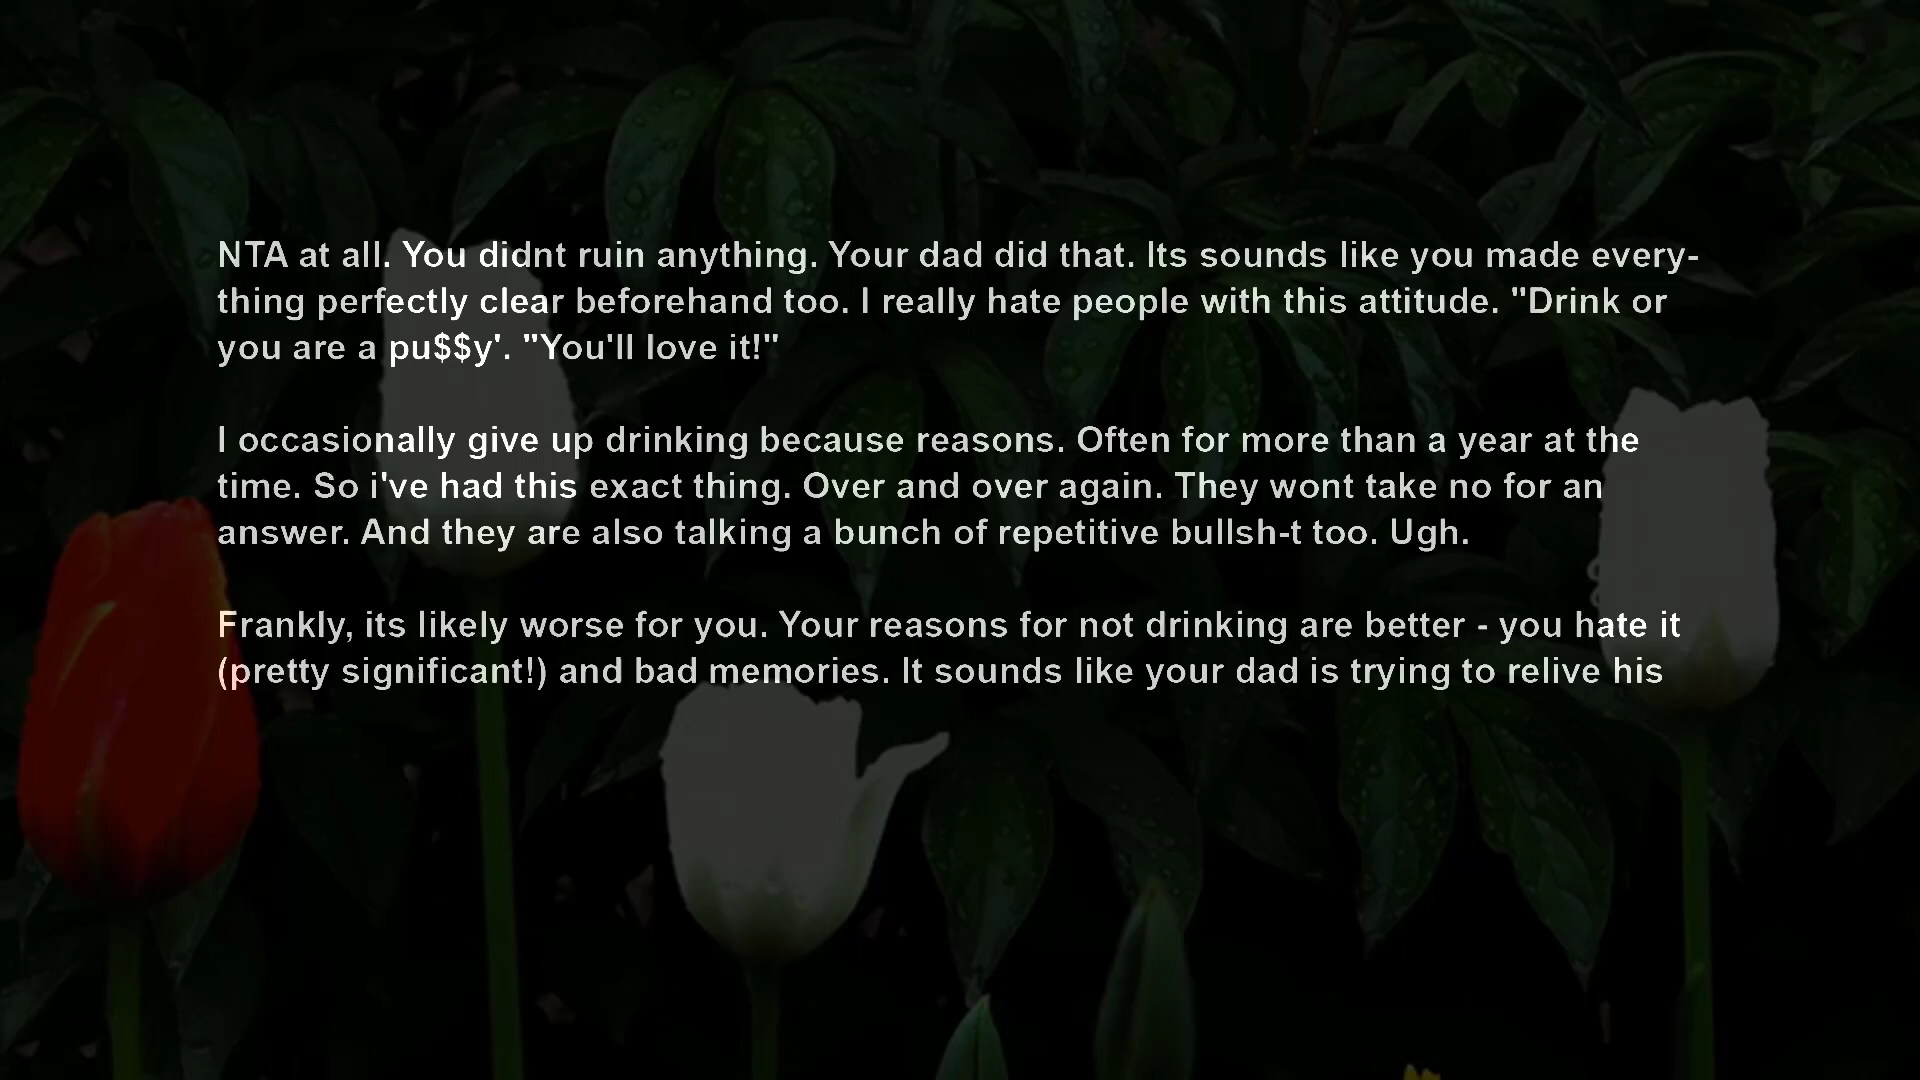 NTA at all. You didnt ruin anything. Your dad did that. Its sounds like you made every-
thing perfectly clear beforehand too. I really hate people with this attitude. "Drink or
you are a pu$$y'. "You'll love it!"
I occasionally give up drinking because reasons. Often for more than a year at the
time. So i've had this exact thing. Over and over again. They wont take no for an
answer. And they are also talking a bunch of repetitive bullsh-t too. Ugh.
Frankly, its likely worse for you. Your reasons for not drinking are better - you hate it
(pretty significant!) and bad memories. It sounds like your dad is trying to relive his